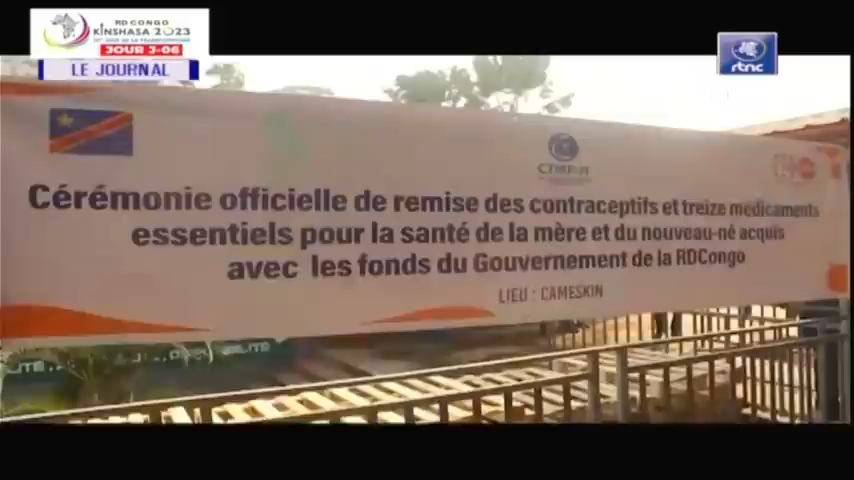 RD CONGO
KINSHASA 2023
JOUR J-06
LE JOURNAL
rtnc
Cérémonie officielle de remise des contraceptifs et treize médicaments
essentiels pour la santé de la mère et du nouveau-né acquis
avec les fonds du Gouvernement de la RDCongo
LIEU : CAMESKIN